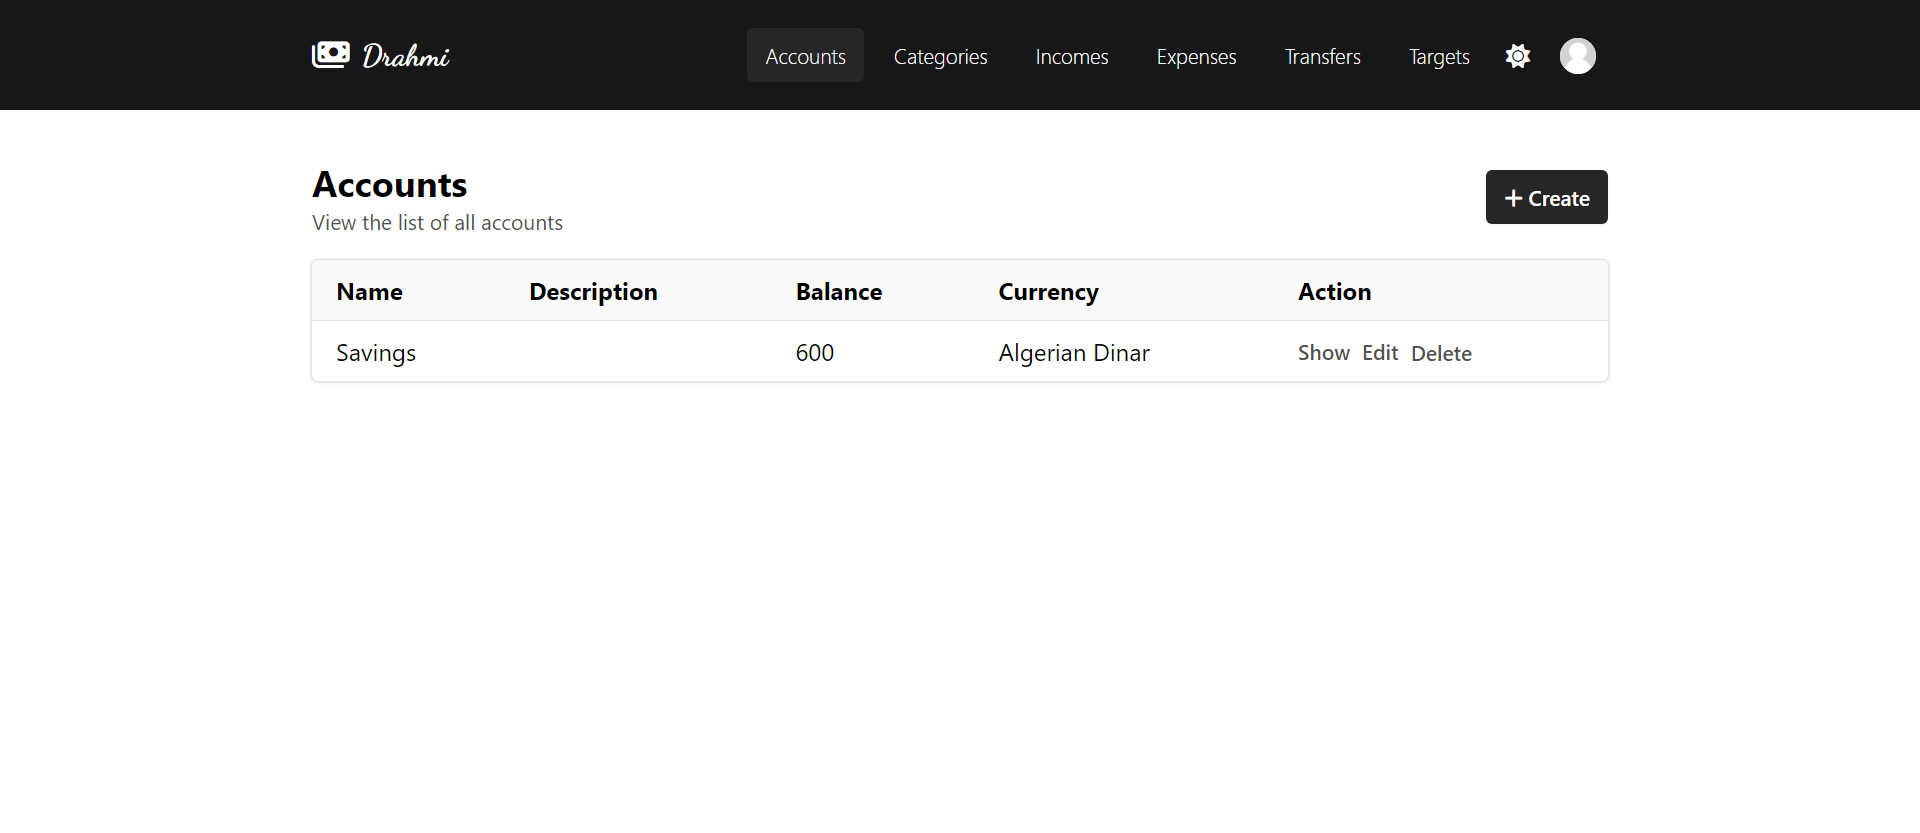 Drahmi
Accounts Categories Incomes Expenses Transfers Targets
Accounts
View the list of all accounts
+ Create
Name Description Balance Currency Action
Savings 600 Algerian Dinar Show Edit Delete